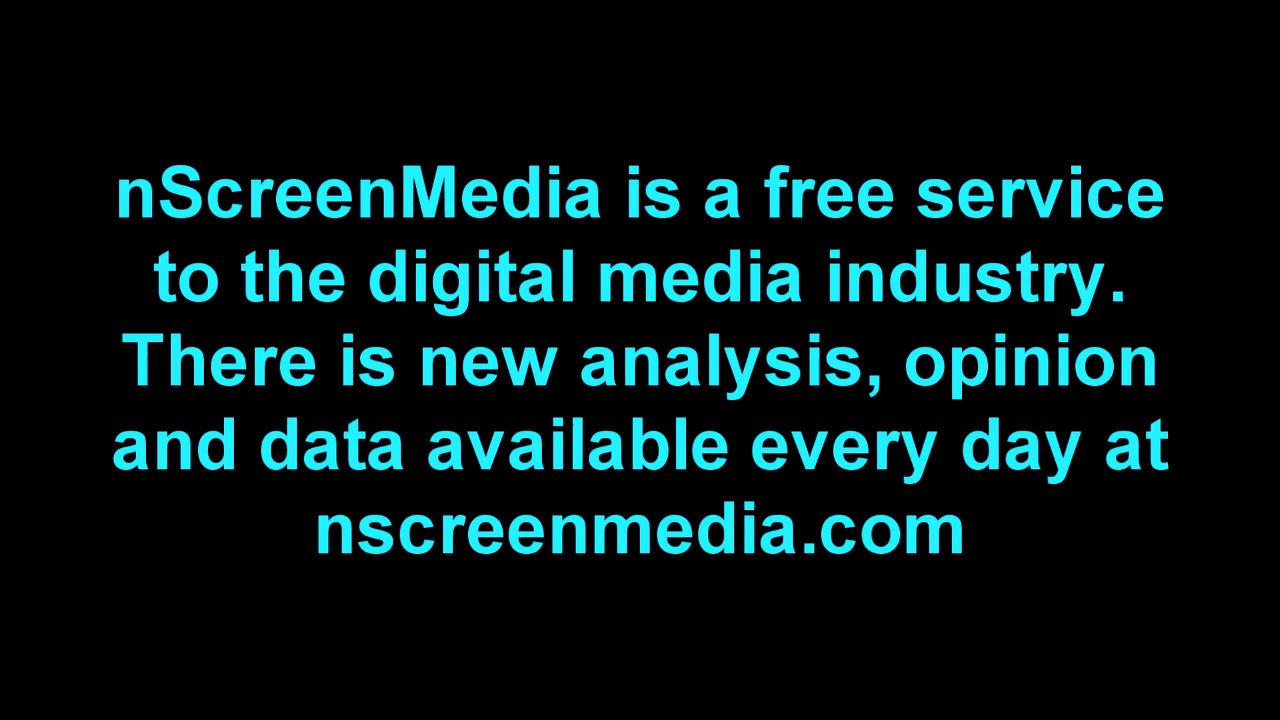 nScreenMedia is a free service
to the digital media industry.
There is new analysis, opinion
and data available every day at
nscreenmedia.com